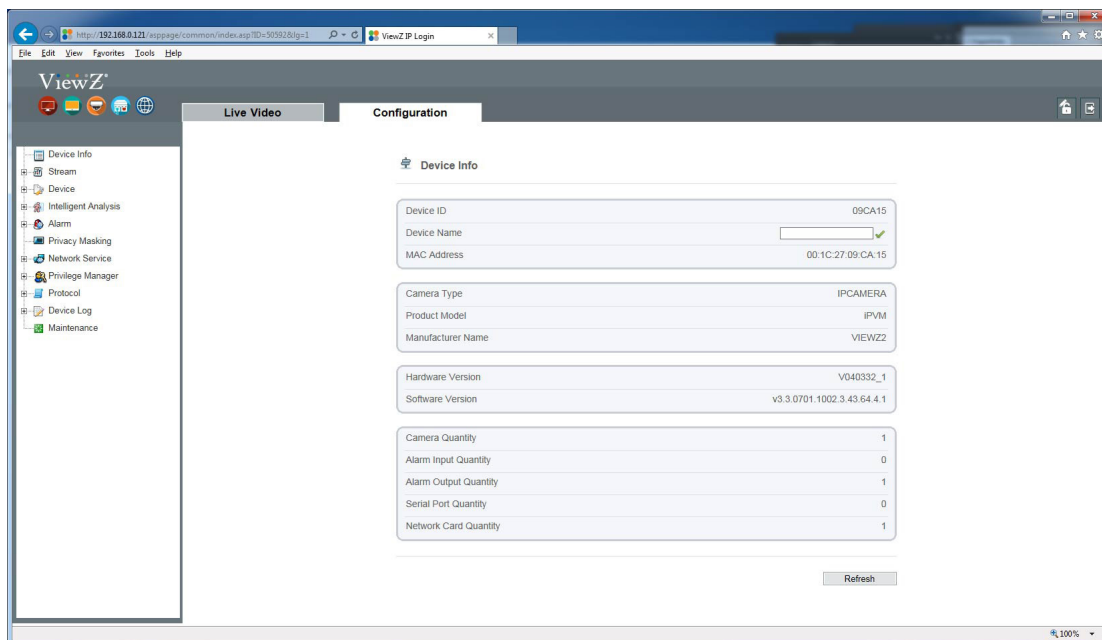 http://192.168.0.121/asppage/common/index.asp?ID=50592&lg=1
ViewZ IP Login
File Edit View Favorites Tools Help
ViewZ
Live Video
Configuration
Device Info
Stream
Device
Intelligent Analysis
Alarm
Privacy Masking
Network Service
Privilege Manager
Protocol
Device Log
Maintenance
Device Info
Device ID 09CA15
Device Name
MAC Address 00:1C:27:09:CA:15
Camera Type IPCAMERA
Product Model iPVM
Manufacturer Name VIEWZ2
Hardware Version V040332_1
Software Version v3.3.0701.1002.3.43.64.4.1
Camera Quantity 1
Alarm Input Quantity 0
Alarm Output Quantity 1
Serial Port Quantity 0
Network Card Quantity 1
Refresh
100%